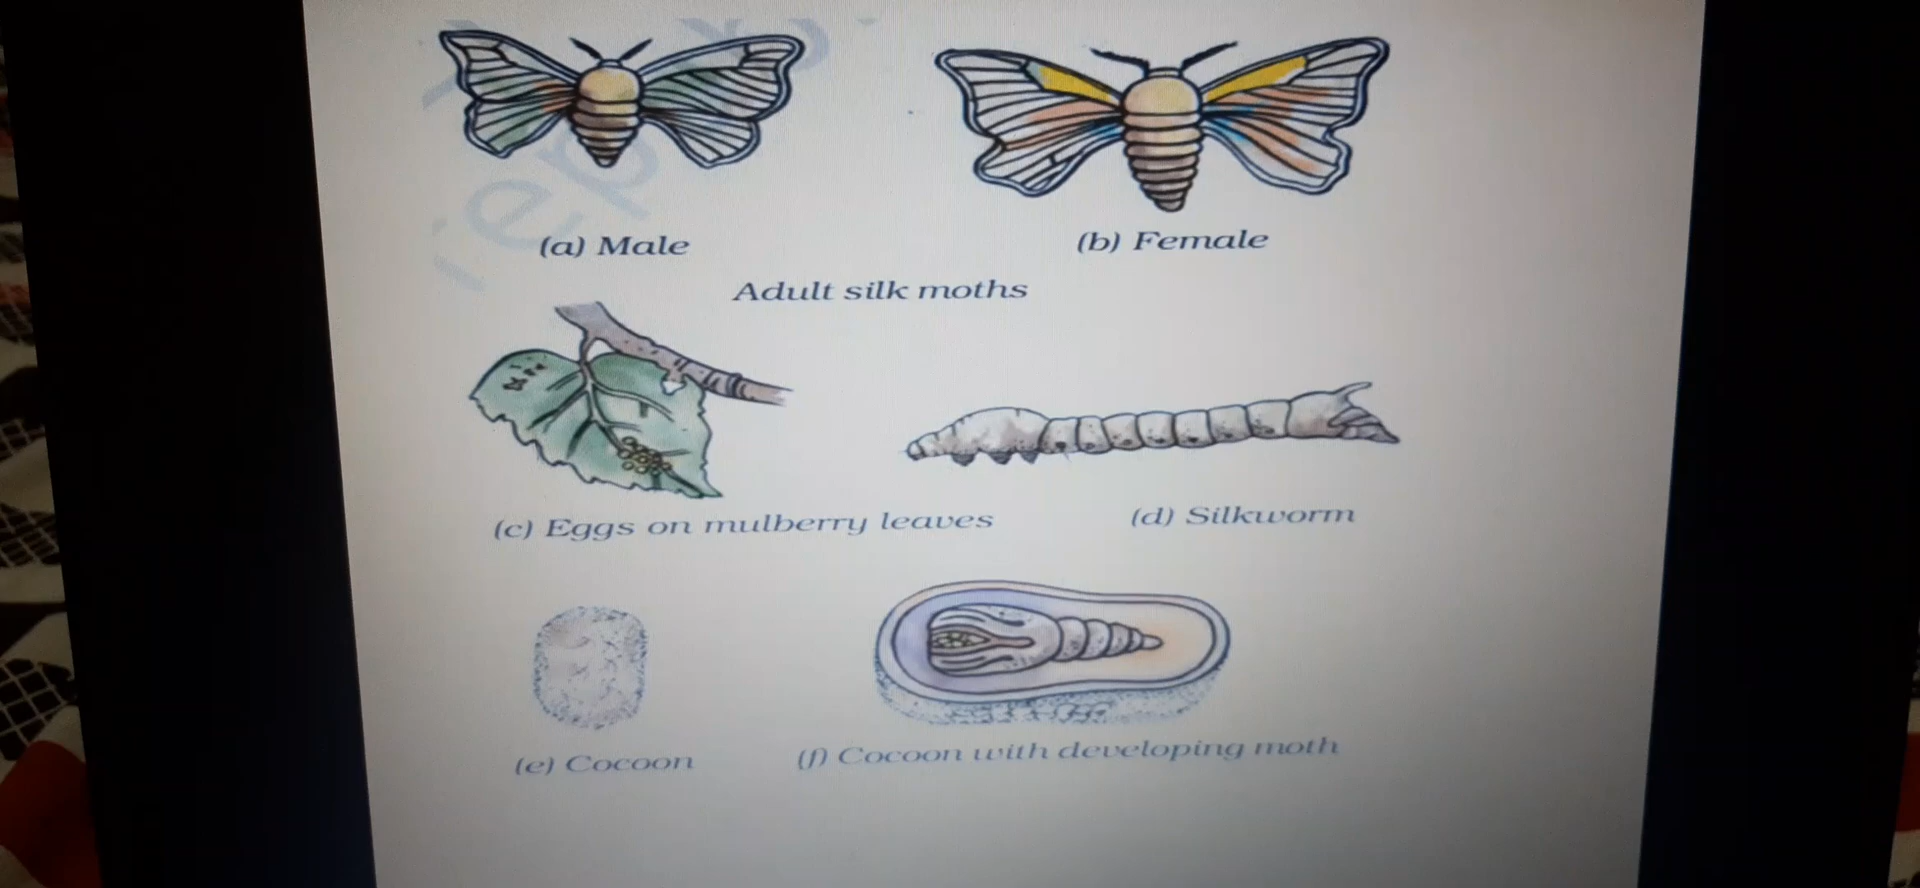 (a) Male
(b) Female
Adult silk moths
(c) Eggs on mulberry leaves
(d) Silkworm
(e) Cocoon
(f) Cocoon with developing moth